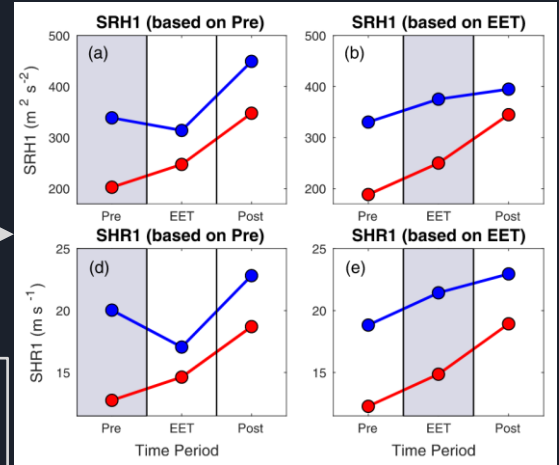 SRH1 (based on Pre)
SRH1 (based on EET)
(a)
(b)
SRH1 (m² s⁻²)
500
400
300
200
500
400
300
200
Pre
EET
Post
Pre
EET
Post
SHR1 (based on Pre)
SHR1 (based on EET)
(d)
(e)
SHR1 (m s⁻¹)
25
20
15
25
20
15
Pre
EET
Post
Pre
EET
Post
Time Period
Time Period